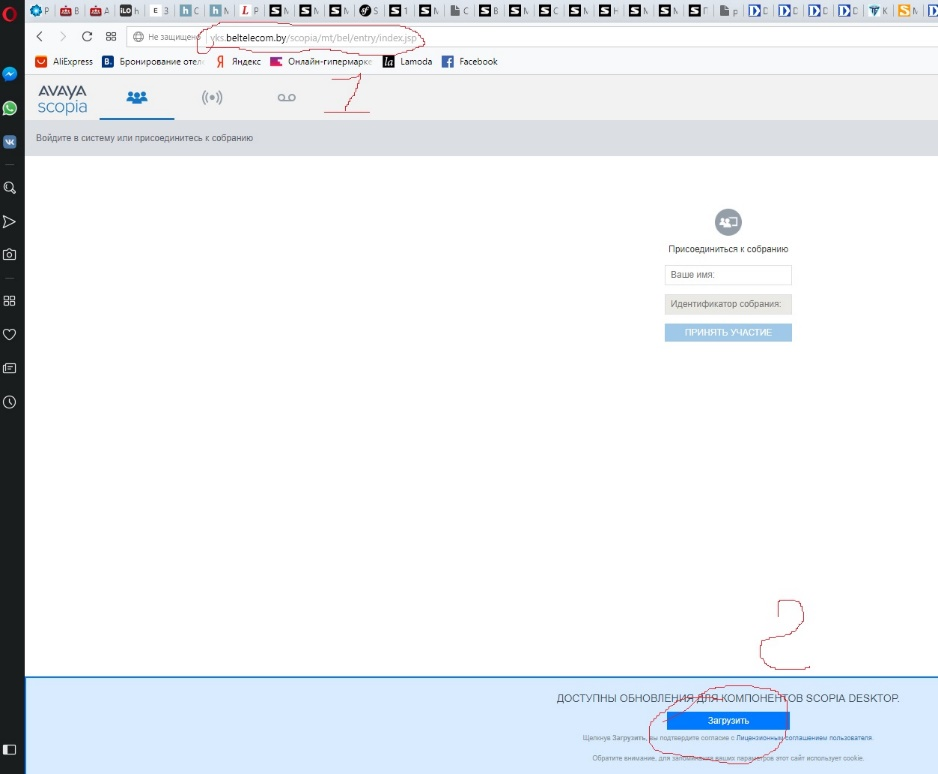 Не защищено vks.beltelecom.by/scopia/mt/bel/entry/index.jsp
AliExpress Бронирование отел Яндекс Онлайн-гипермарке Lamoda Facebook
AVAYA
scopia
1
Войдите в систему или присоединитесь к собранию
Присоединиться к собранию
Ваше имя:
Идентификатор собрания:
ПРИНЯТЬ УЧАСТИЕ
2
ДОСТУПНЫ ОБНОВЛЕНИЯ ДЛЯ КОМПОНЕНТОВ SCOPIA DESKTOP.
Загрузить
Щелкнув Загрузить, вы подтвердите согласие с Лицензионным соглашением пользователя.
Обратите внимание, для запоминания ваших параметров этот сайт использует cookie.